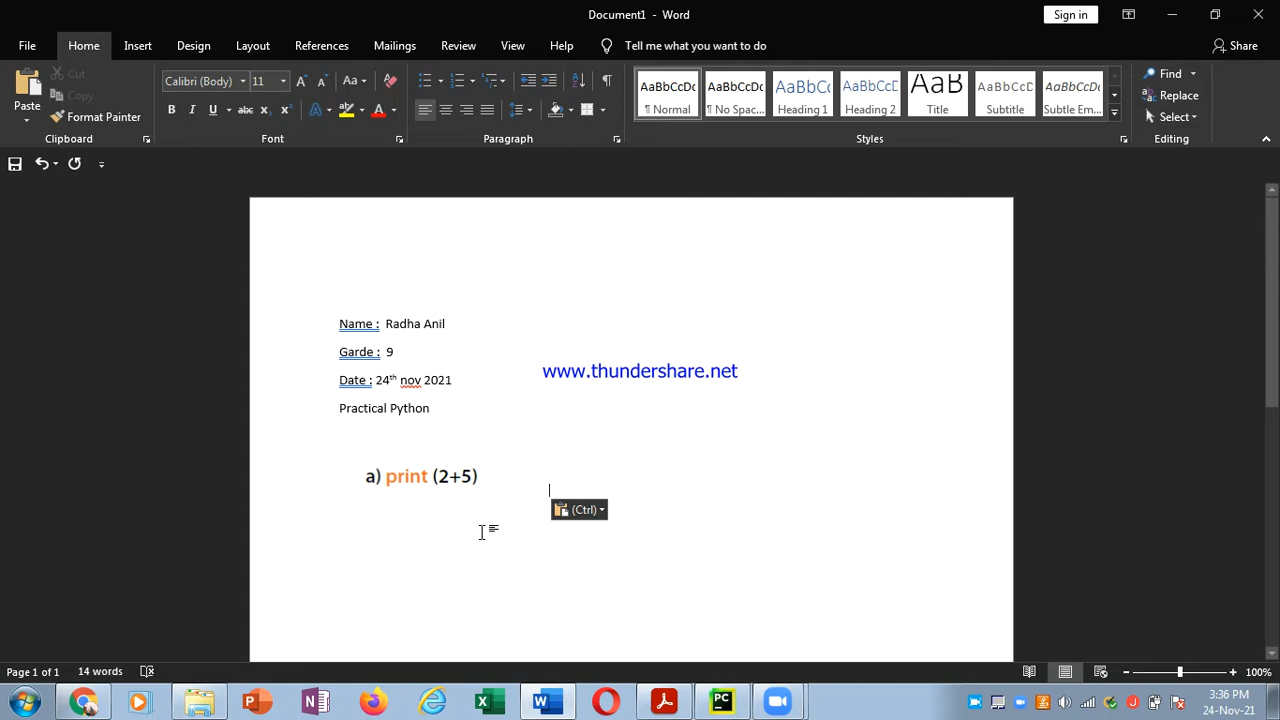 Document1 - Word
Sign in
File Home Insert Design Layout References Mailings Review View Help Tell me what you want to do Share
Paste
Cut
Copy
Format Painter
Clipboard
Calibri (Body) 11
Font
Paragraph
AaBbCcDc AaBbCcDc AaBbC( AaBbCcD AaB AaBbCcD AaBbCcDc
¶ Normal ¶ No Spac... Heading 1 Heading 2 Title Subtitle Subtle Em...
Styles
Find
Replace
Select
Editing
Name : Radha Anil
Garde : 9
Date : 24th nov 2021
Practical Python
www.thundershare.net
a) print (2+5)
(Ctrl)
Page 1 of 1 14 words 100%
3:36 PM
24-Nov-21